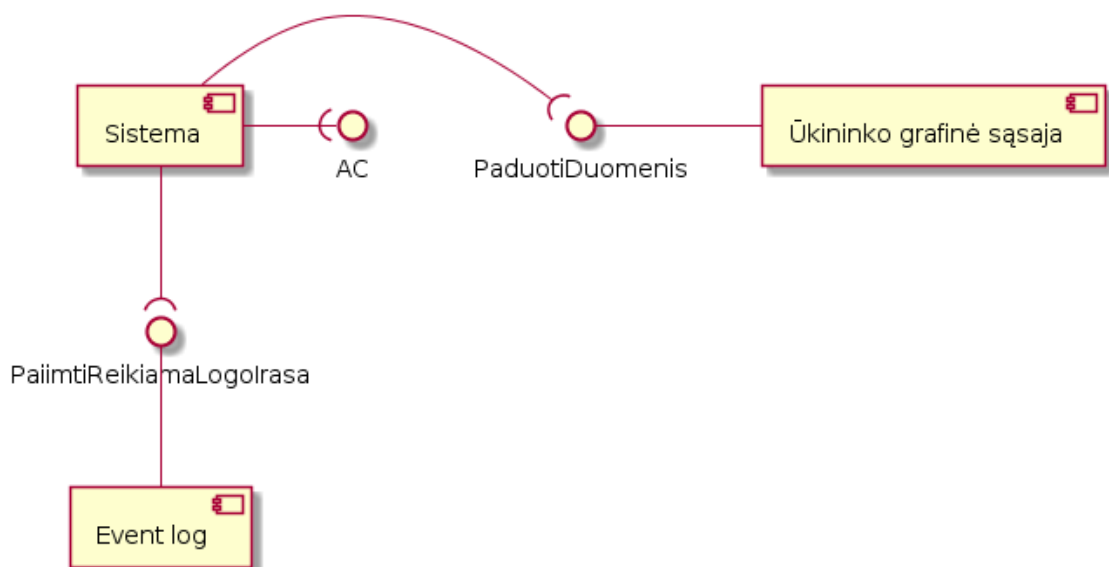 Sistema
AC
PaduotiDuomenis
Ūkininko grafinė sąsaja
PaiimtiReikiamaLogoIrasa
Event log